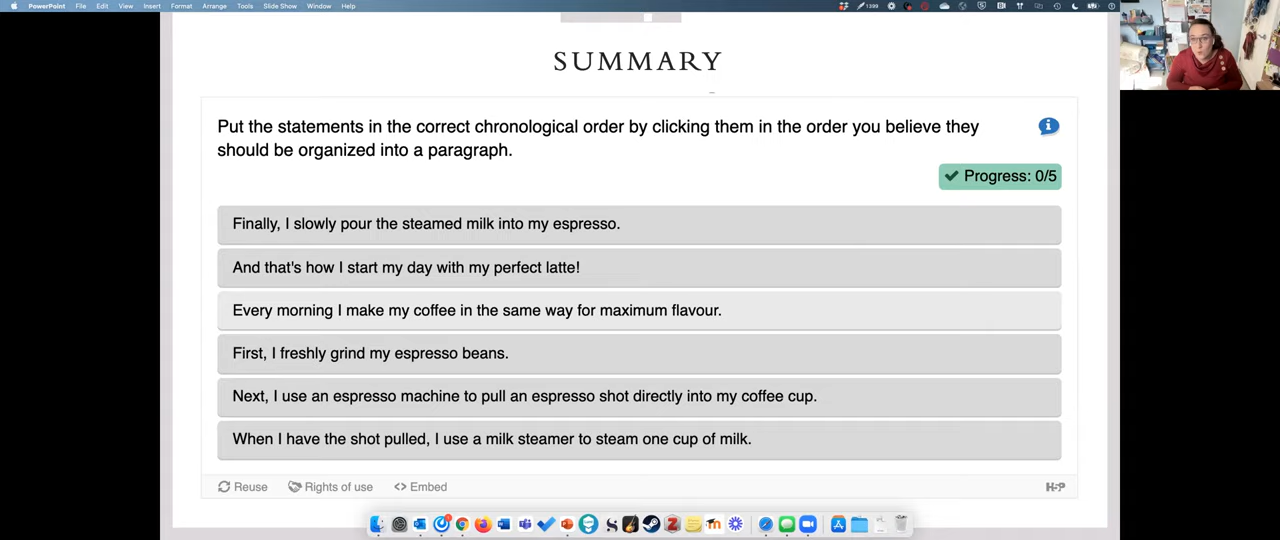 PowerPoint File Edit View Insert Format Arrange Tools Slide Show Window Help
1399
SUMMARY
Put the statements in the correct chronological order by clicking them in the order you believe they
should be organized into a paragraph.
Progress: 0/5
Finally, I slowly pour the steamed milk into my espresso.
And that's how I start my day with my perfect latte!
Every morning I make my coffee in the same way for maximum flavour.
First, I freshly grind my espresso beans.
Next, I use an espresso machine to pull an espresso shot directly into my coffee cup.
When I have the shot pulled, I use a milk steamer to steam one cup of milk.
Reuse Rights of use <> Embed H-P